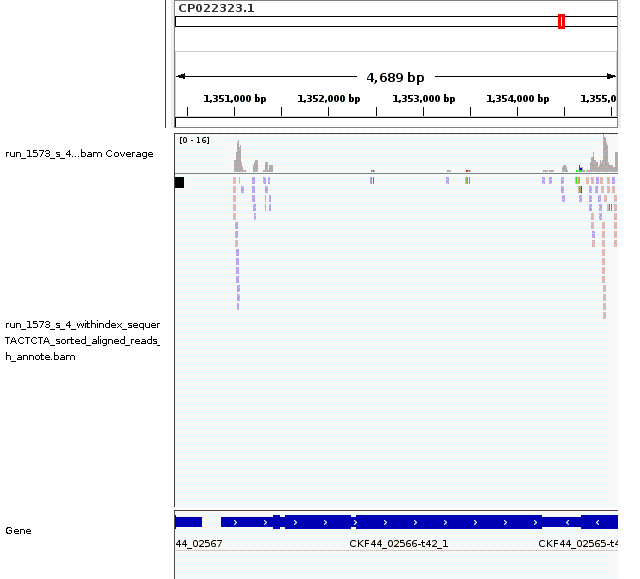 CP022323.1
4,689 bp
1,351,000 bp 1,352,000 bp 1,353,000 bp 1,354,000 bp 1,355,0
[0 - 16]
run_1573_s_4...bam Coverage
run_1573_s_4_withindex_sequer
TACTCTA_sorted_aligned_reads_
h_annote.bam
Gene
44_02567 CKF44_02566-t42_1 CKF44_02565-t4